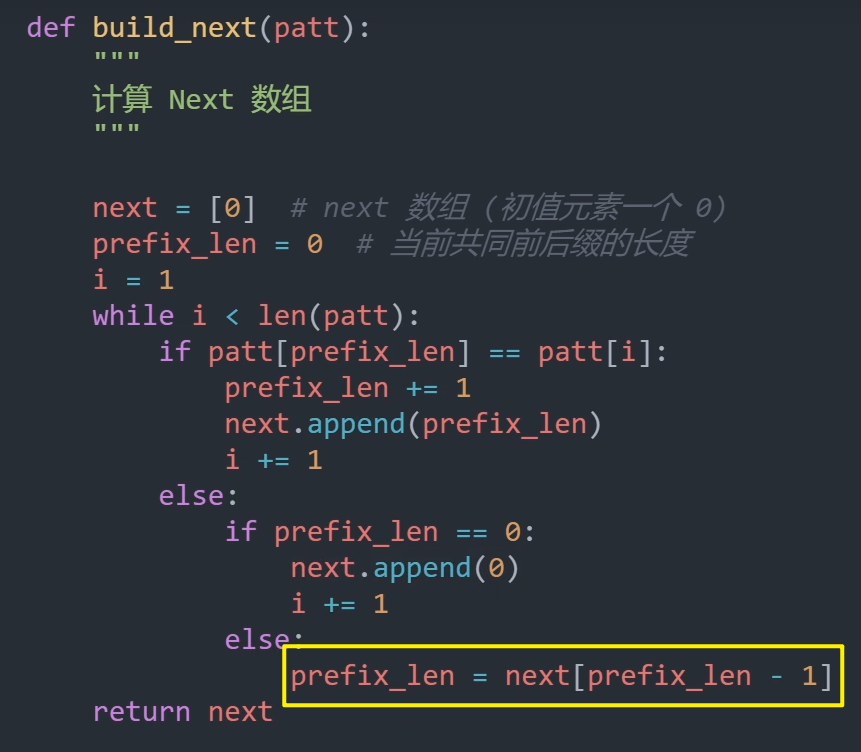 def build_next(patt):
    """
    计算 Next 数组
    """
    next = [0]  # next 数组 (初值元素一个 0)
    prefix_len = 0  # 当前共同前后缀的长度
    i = 1
    while i < len(patt):
        if patt[prefix_len] == patt[i]:
            prefix_len += 1
            next.append(prefix_len)
            i += 1
        else:
            if prefix_len == 0:
                next.append(0)
                i += 1
            else:
                prefix_len = next[prefix_len - 1]
    return next